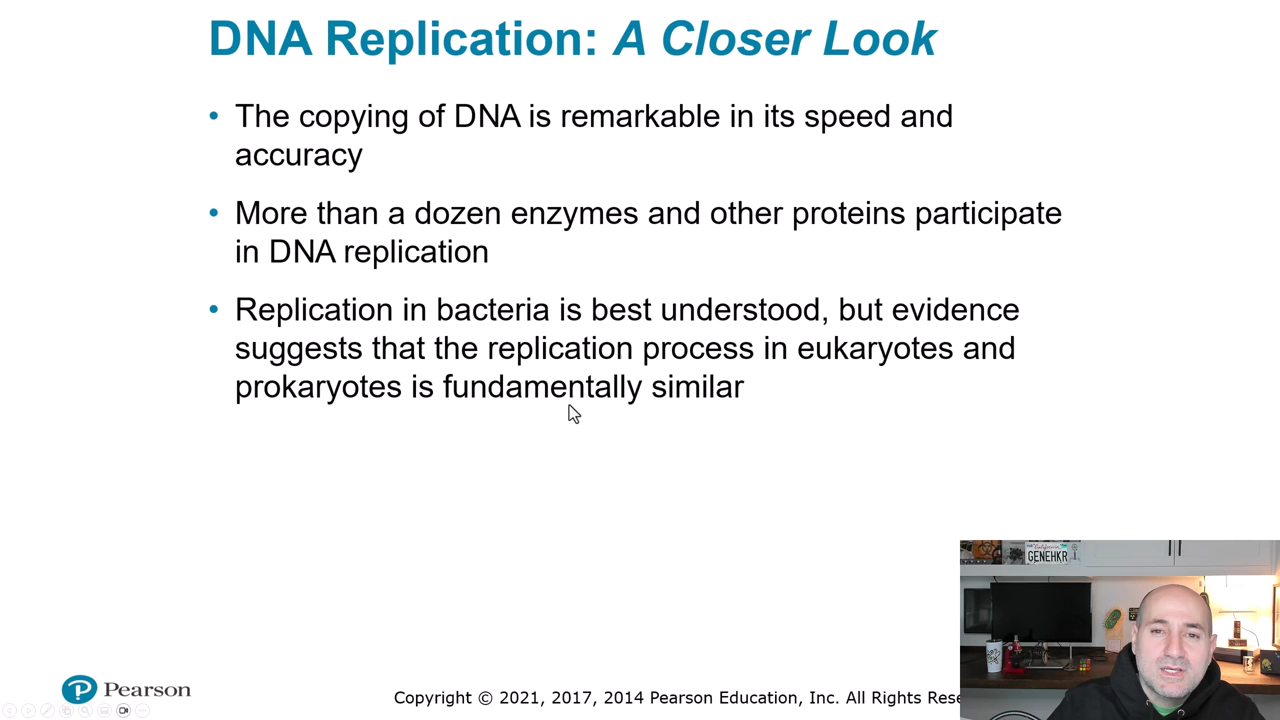 DNA Replication: A Closer Look
• The copying of DNA is remarkable in its speed and
accuracy
• More than a dozen enzymes and other proteins participate
in DNA replication
• Replication in bacteria is best understood, but evidence
suggests that the replication process in eukaryotes and
prokaryotes is fundamentally similar
California
GENEHKR
Pearson
Copyright © 2021, 2017, 2014 Pearson Education, Inc. All Rights Rese